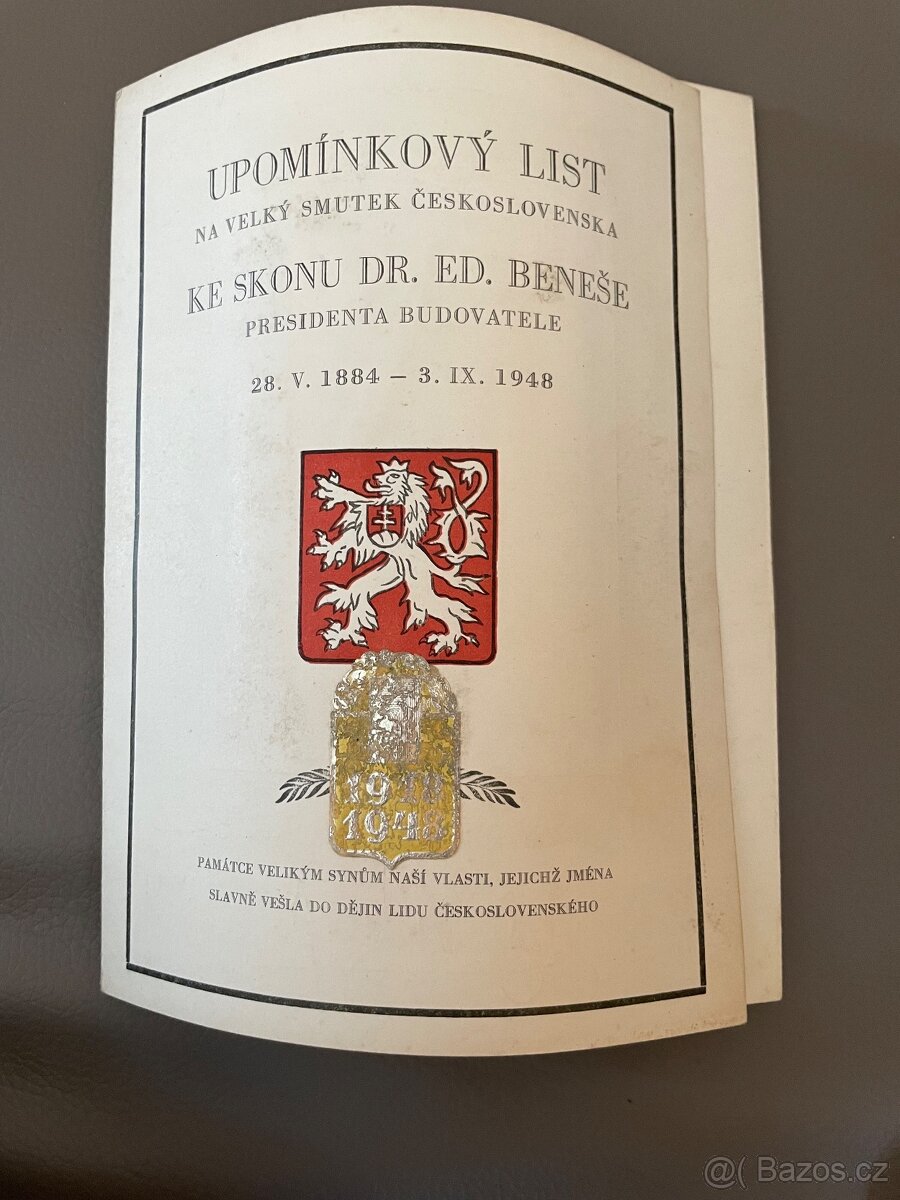 UPOMÍNKOVÝ LIST
NA VELKÝ SMUTEK ČESKOSLOVENSKA
KE SKONU DR. ED. BENEŠE
PRESIDENTA BUDOVATELE
28. V. 1884 – 3. IX. 1948
1948
PAMÁTCE VELIKÝM SYNŮM NAŠÍ VLASTI, JEJICHŽ JMÉNA
SLAVNĚ VEŠLA DO DĚJIN LIDU ČESKOSLOVENSKÉHO
@( Bazos.cz